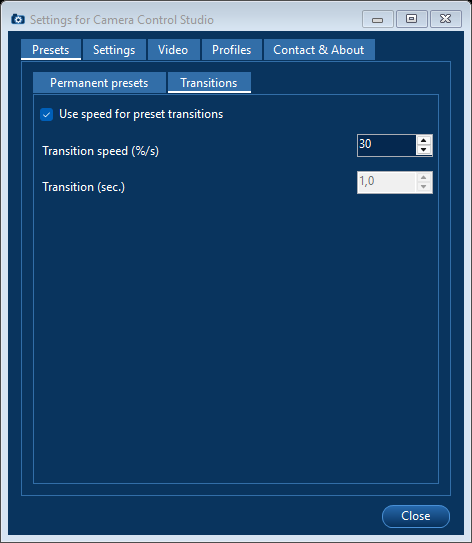 Settings for Camera Control Studio
Presets Settings Video Profiles Contact & About
Permanent presets Transitions
Use speed for preset transitions
Transition speed (%/s) 30
Transition (sec.) 1,0
Close